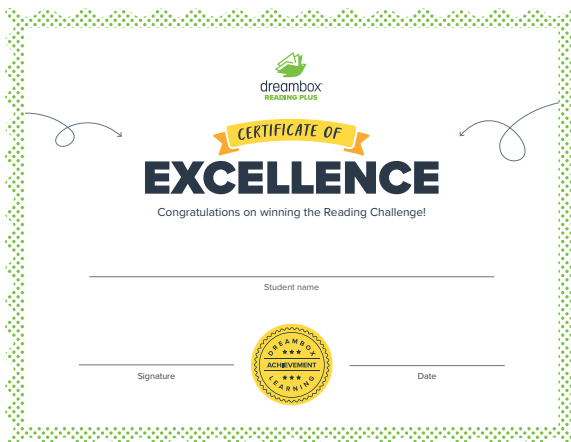 dreambox
READING PLUS
CERTIFICATE OF
EXCELLENCE
Congratulations on winning the Reading Challenge!
Student name
DREAMBOX
ACHIEVEMENT
LEARNING
Signature
Date